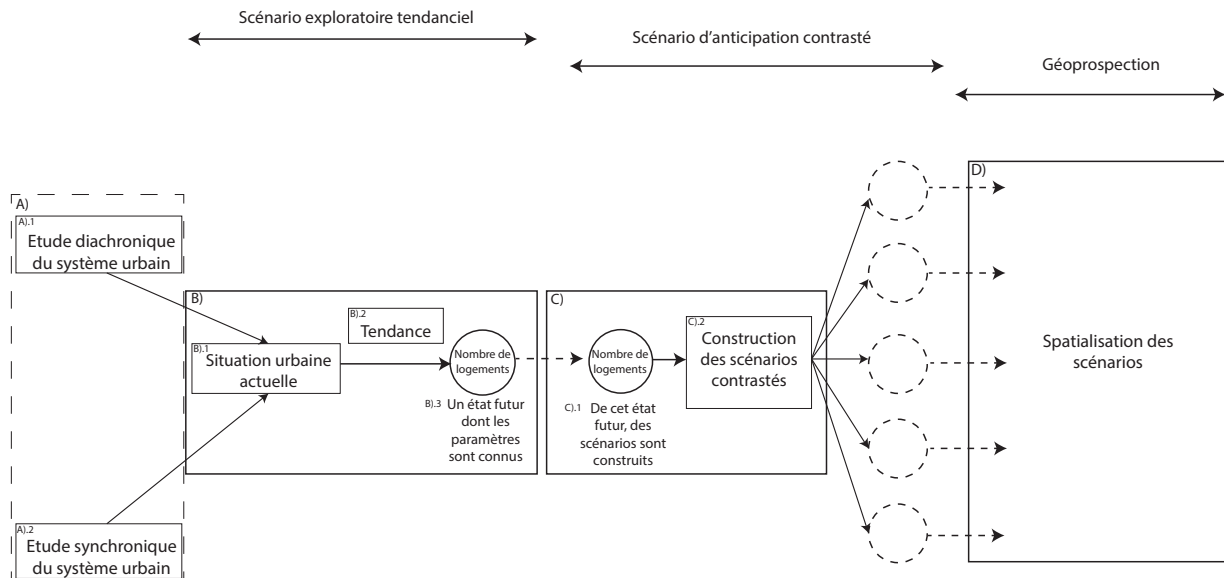 Scénario exploratoire tendanciel
Scénario d'anticipation contrasté
Géoprospection
A)
A).1
Etude diachronique
du système urbain
A).2
Etude synchronique
du système urbain
B)
B).1
Situation urbaine
actuelle
B).2
Tendance
Nombre de
logements
B).3 Un état futur
dont les
paramètres
sont connus
C)
Nombre de
logements
C).1 De cet état
futur, des
scénarios sont
construits
C).2
Construction
des scénarios
contrastés
D)
Spatialisation des
scénarios